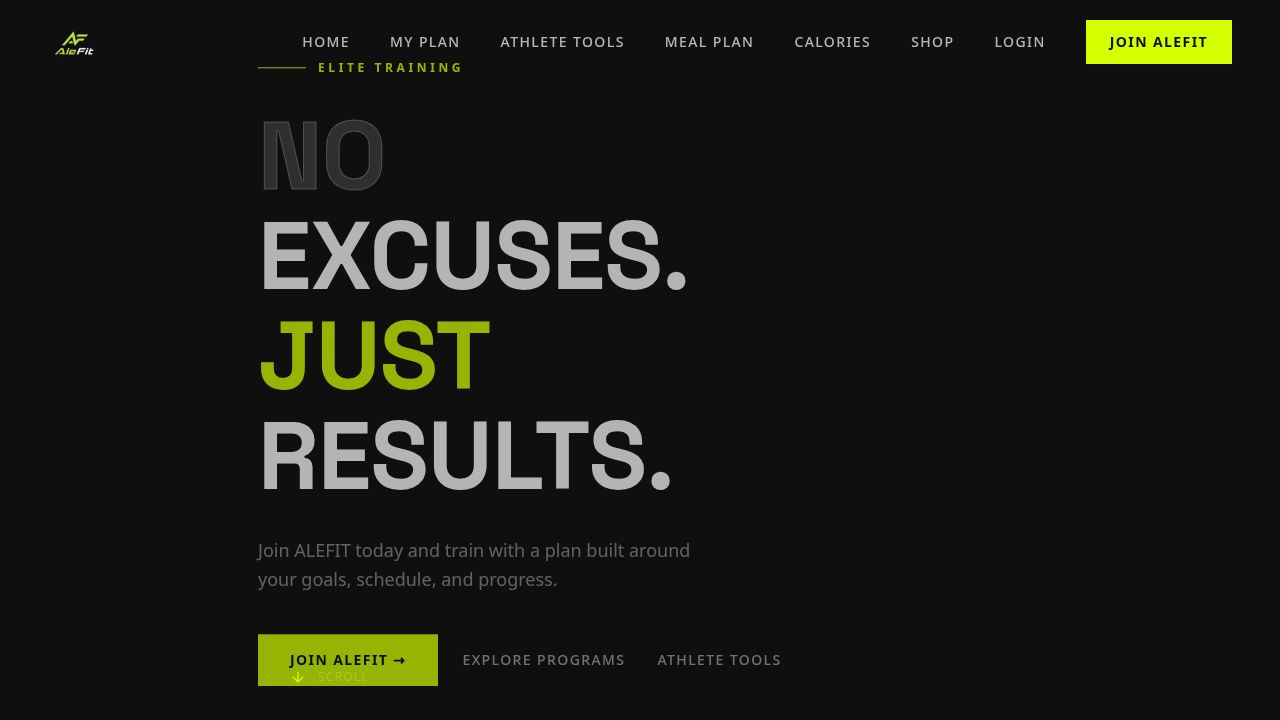 AF
AleFit
HOME
MY PLAN
ATHLETE TOOLS
MEAL PLAN
CALORIES
SHOP
LOGIN
JOIN ALEFIT
ELITE TRAINING
NO
EXCUSES.
JUST
RESULTS.
Join ALEFIT today and train with a plan built around
your goals, schedule, and progress.
JOIN ALEFIT →
EXPLORE PROGRAMS
ATHLETE TOOLS
SCROLL